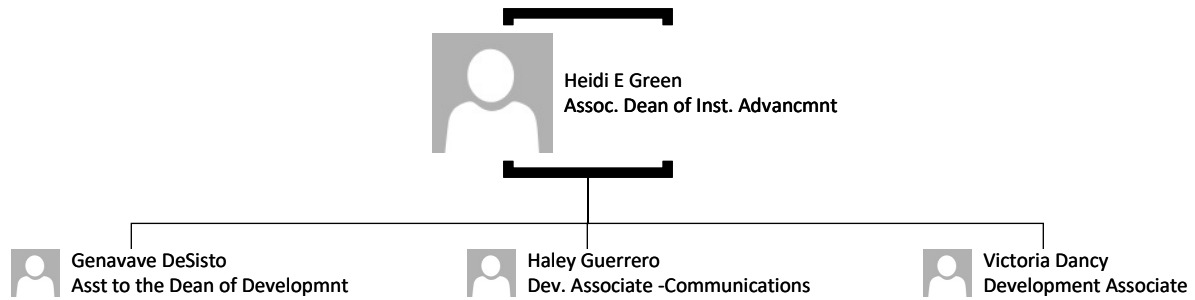 Heidi E Green
Assoc. Dean of Inst. Advancmnt
Genavave DeSisto
Asst to the Dean of Developmnt
Haley Guerrero
Dev. Associate -Communications
Victoria Dancy
Development Associate